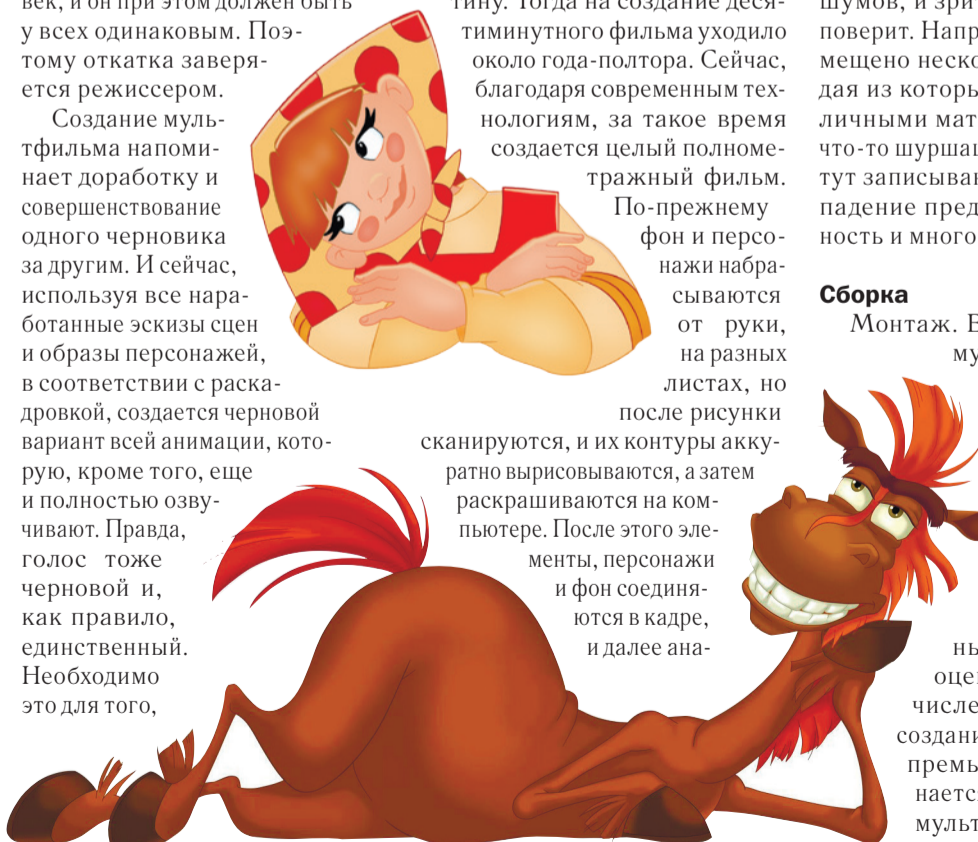 век, и он при этом должен быть
у всех одинаковым. Поэ-
тому откатка заверя-
ется режиссером.
Создание муль-
тфильма напоми-
нает доработку и
совершенствование
одного черновика
за другим. И сейчас,
используя все нара-
ботанные эскизы сцен
и образы персонажей,
в соответствии с раска-
дровкой, создается черновой
вариант всей анимации, кото-
рую, кроме того, еще
и полностью озву-
чивают. Правда,
голос тоже
черновой и,
как правило,
единственный.
Необходимо
это для того,
тину. Тогда на создание деся-
тиминутного фильма уходило
около года-полтора. Сейчас,
благодаря современным тех-
нологиям, за такое время
создается целый полноме-
тражный фильм.
По-прежнему
фон и персо-
нажи набра-
сываются
от руки,
на разных
листах, но
после рисунки
сканируются, и их контуры акку-
ратно вырисовываются, а затем
раскрашиваются на ком-
пьютере. После этого эле-
менты, персонажи
и фон соединя-
ются в кадре,
и далее ана-
шумов, и зри
поверит. Напр
мещено неско
дая из которы
личными мат
что-то шурша
тут записыва
падение пред
ность и много
Сборка
Монтаж. В
му
ны
оце
числе
создани
премь
нается
мульт